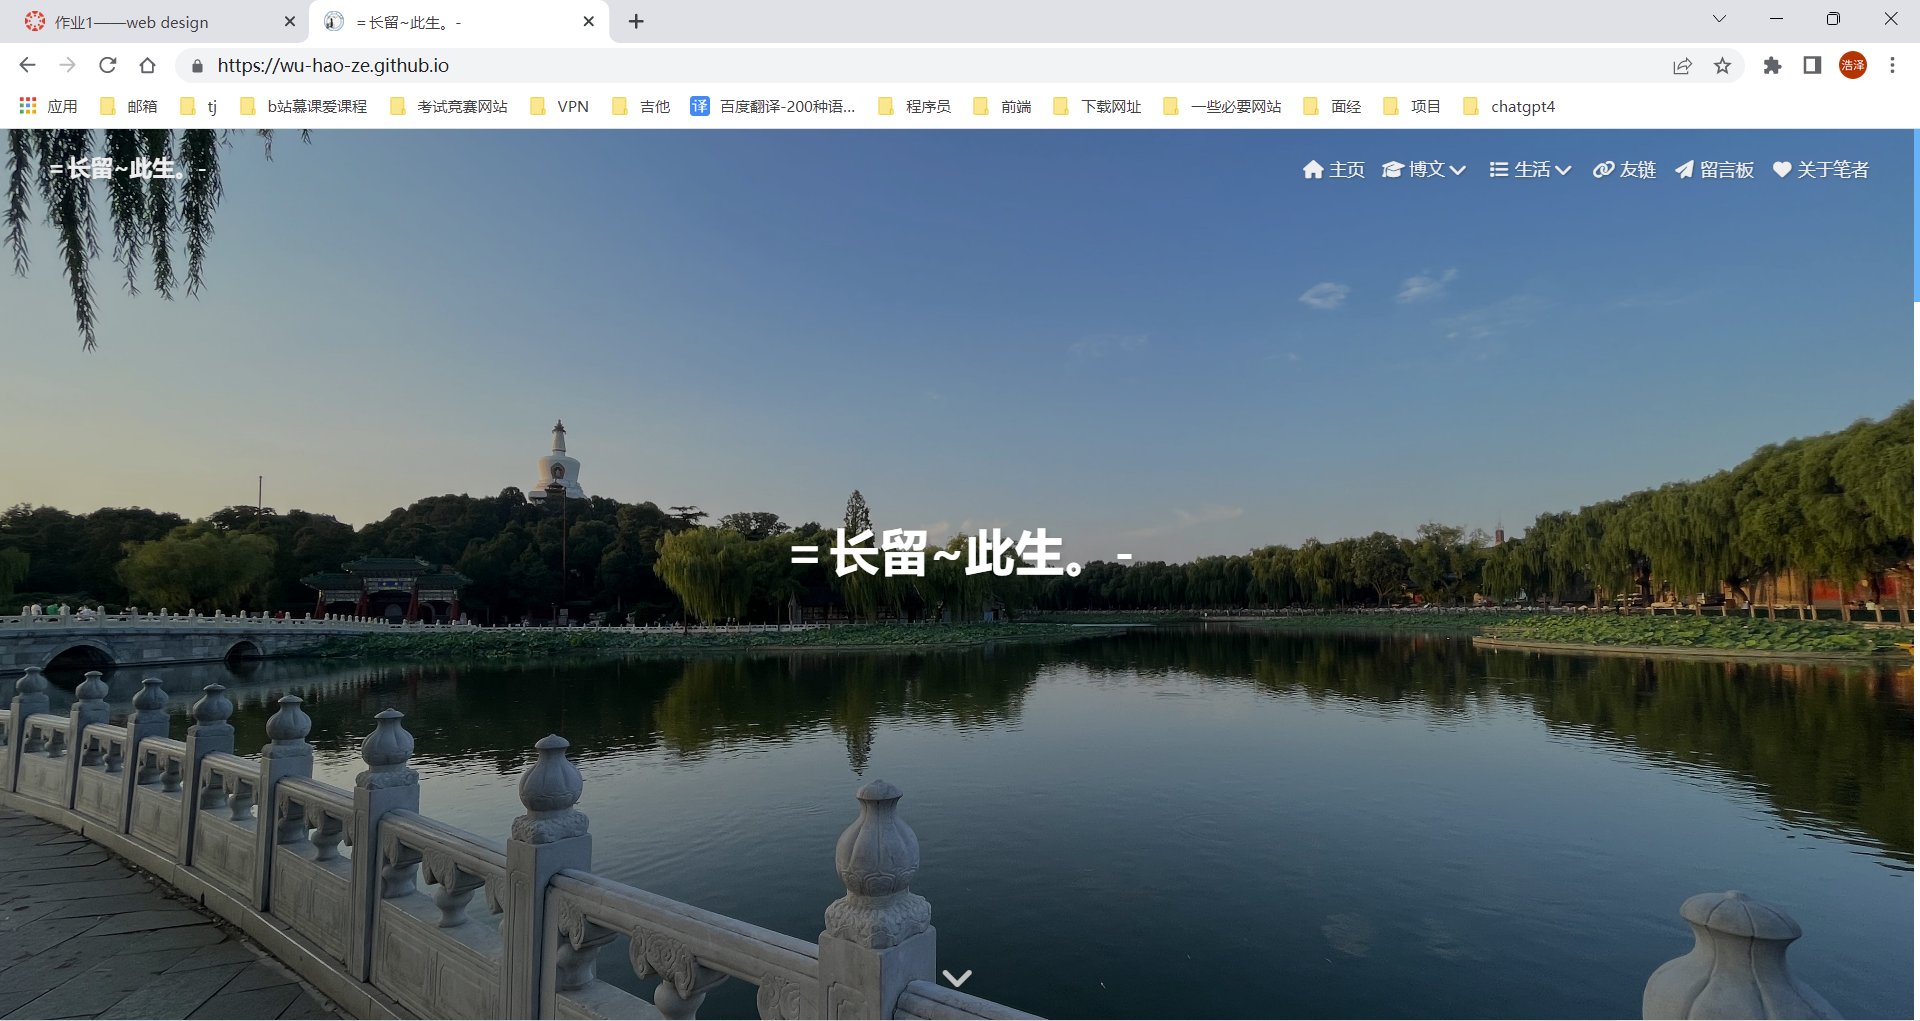 作业1——web design
= 长留~此生。-
https://wu-hao-ze.github.io
浩泽
应用 邮箱 tj b站慕课爱课程 考试竞赛网站 VPN 吉他 译 百度翻译-200种语... 程序员 前端 下载网址 一些必要网站 面经 项目 chatgpt4
= 长留~此生。-
主页 博文 生活 友链 留言板 关于笔者
= 长留~此生。-